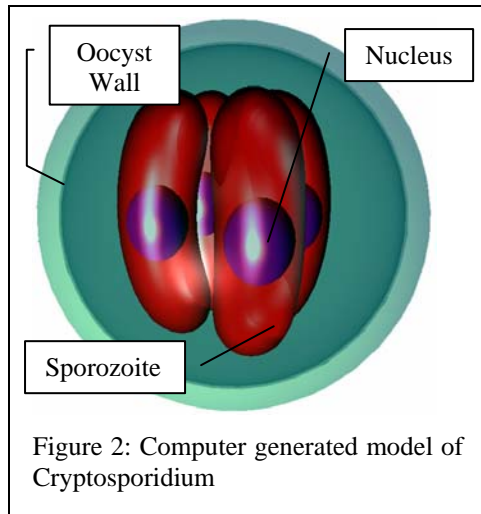 Oocyst
Wall
Nucleus
Sporozoite
Figure 2: Computer generated model of
Cryptosporidium